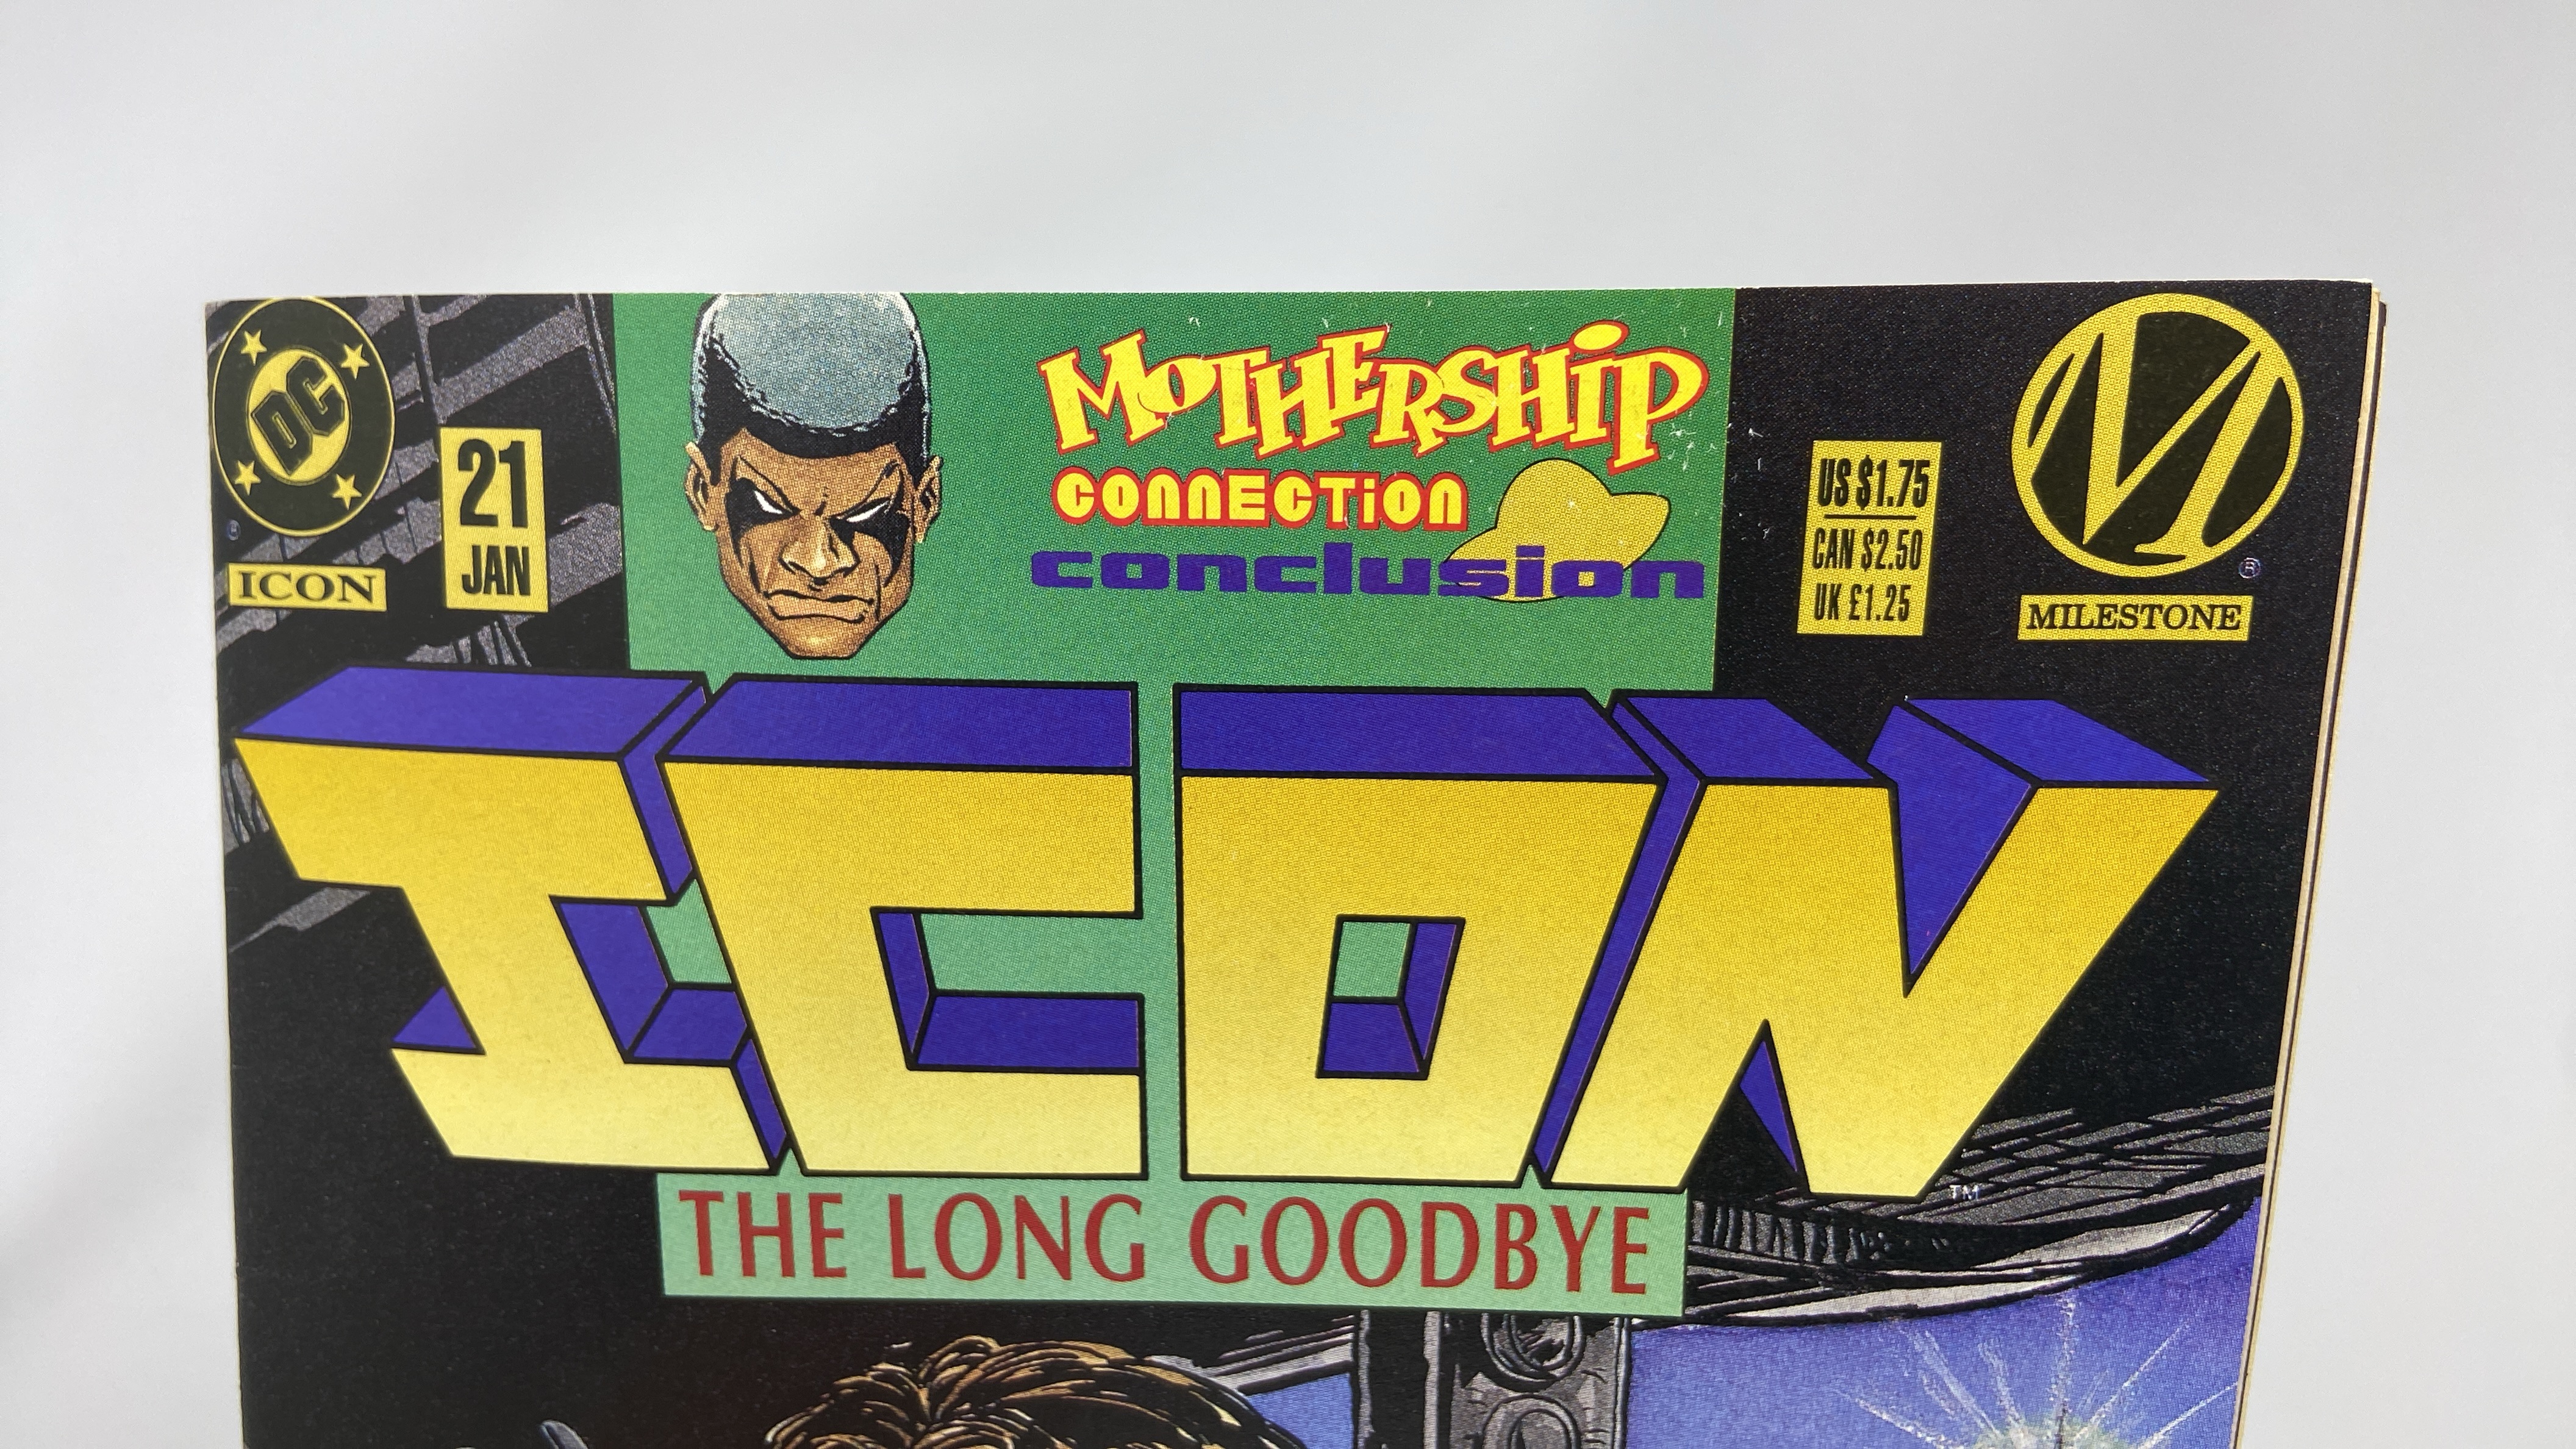 DC
®
ICON
21
JAN
MOTHERSHiP
CONNECTiON
conclusion
US $1.75
CAN $2.50
UK £1.25
M
®
MILESTONE
ICON
TM
THE LONG GOODBYE